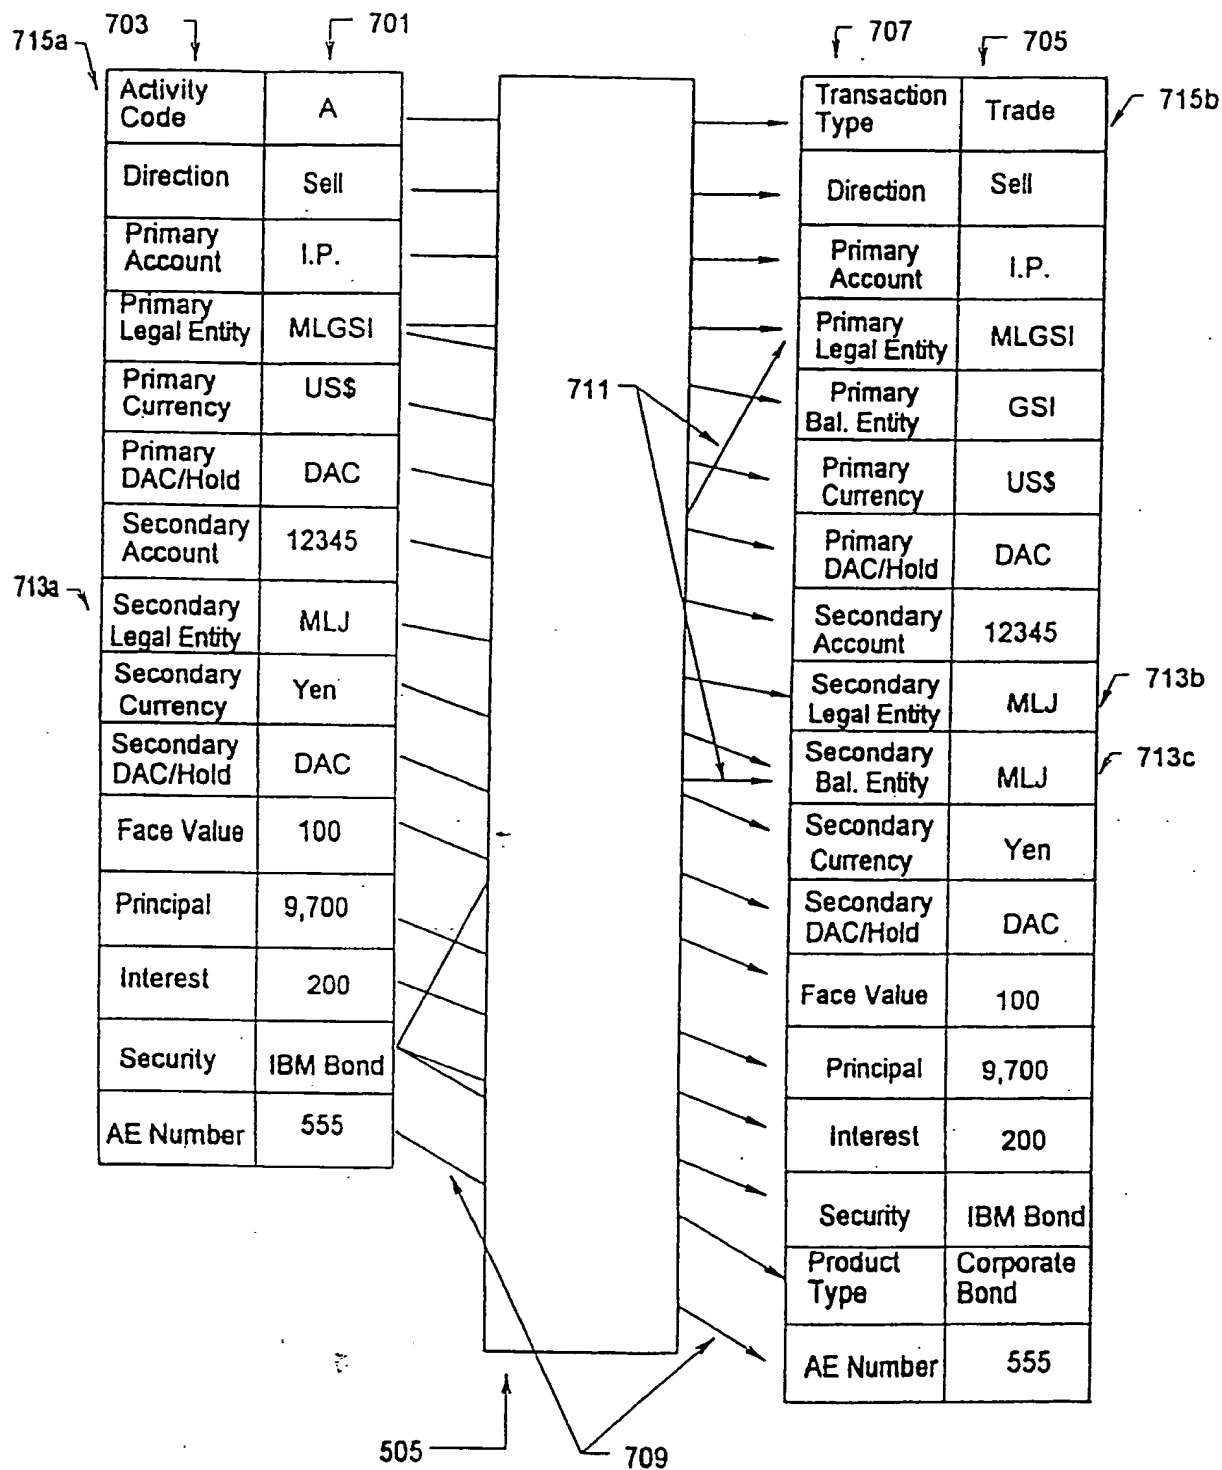 703
701
707
705
715a
715b
Activity
Code
A
Direction
Sell
Primary
Account
I.P.
Primary
Legal Entity
MLGSI
Primary
Currency
US$
Primary
DAC/Hold
DAC
Secondary
Account
12345
713a
Secondary
Legal Entity
MLJ
Secondary
Currency
Yen
Secondary
DAC/Hold
DAC
Face Value
100
Principal
9,700
Interest
200
Security
IBM Bond
AE Number
555
711
Transaction
Type
Trade
Direction
Sell
Primary
Account
I.P.
Primary
Legal Entity
MLGSI
Primary
Bal. Entity
GSI
Primary
Currency
US$
Primary
DAC/Hold
DAC
Secondary
Account
12345
Secondary
Legal Entity
MLJ
713b
Secondary
Bal. Entity
MLJ
713c
Secondary
Currency
Yen
Secondary
DAC/Hold
DAC
Face Value
100
Principal
9,700
Interest
200
Security
IBM Bond
Product
Type
Corporate
Bond
AE Number
555
505
709